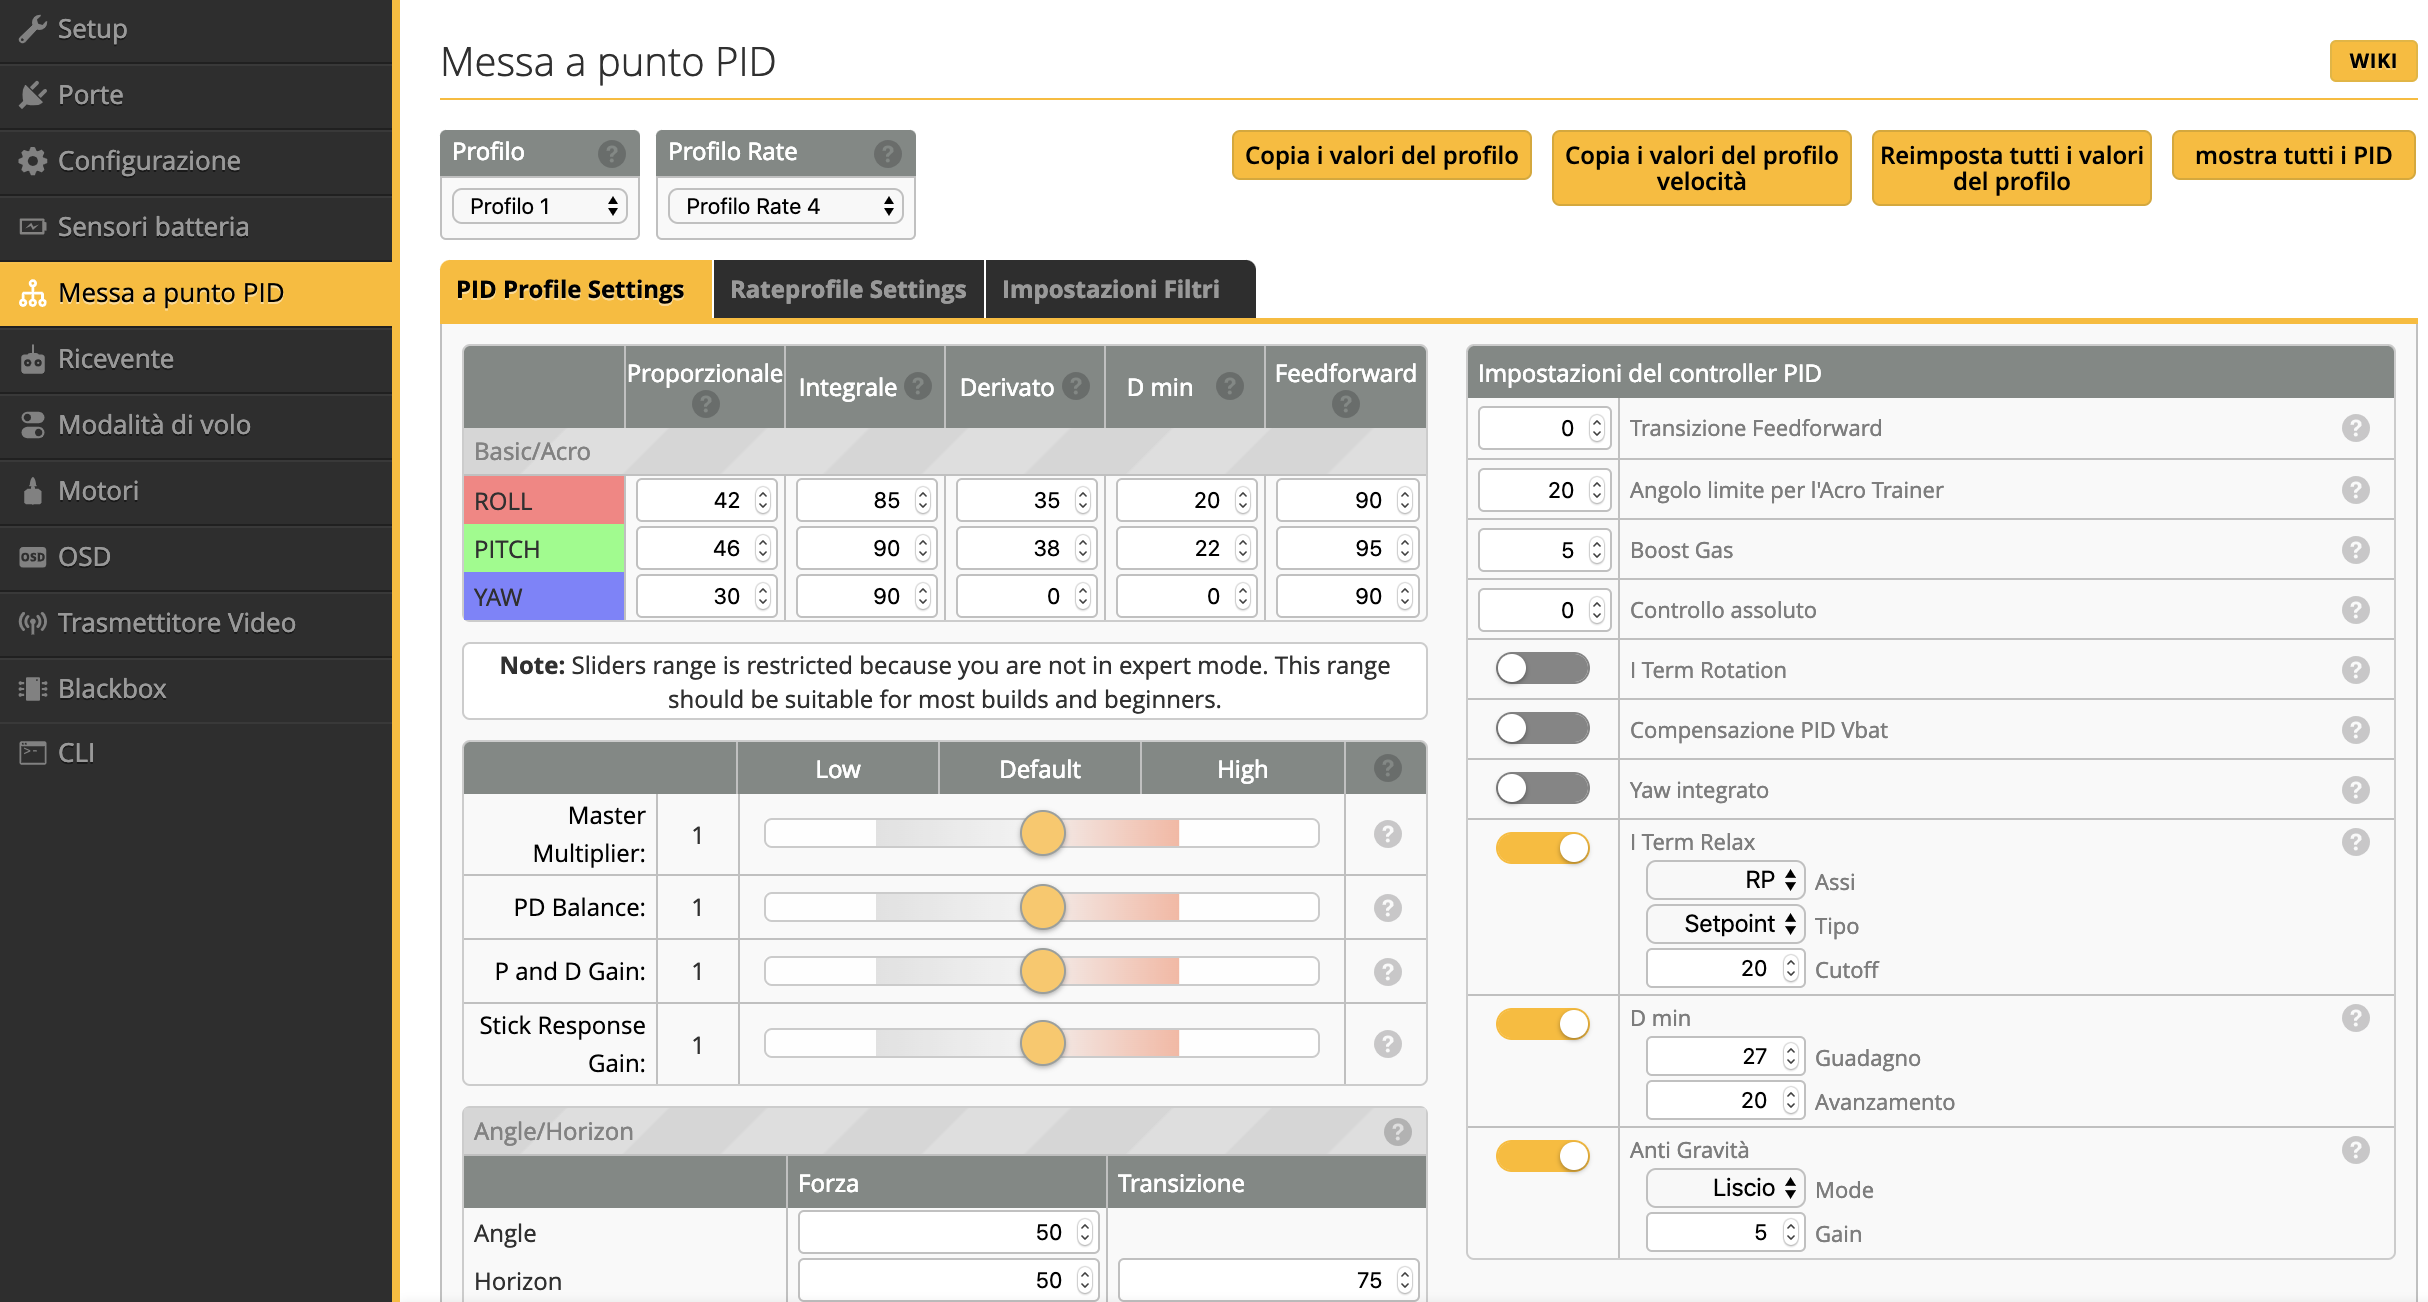 Setup
Porte
Configurazione
Sensori batteria
Messa a punto PID
Ricevente
Modalità di volo
Motori
OSD OSD
Trasmettitore Video
Blackbox
CLI
Messa a punto PID
WIKI
Profilo ?
Profilo 1
Profilo Rate ?
Profilo Rate 4
Copia i valori del profilo
Copia i valori del profilo
velocità
Reimposta tutti i valori
del profilo
mostra tutti i PID
PID Profile Settings
Rateprofile Settings
Impostazioni Filtri
Proporzionale ? Integrale ? Derivato ? D min ? Feedforward ?
Basic/Acro
ROLL 42 85 35 20 90
PITCH 46 90 38 22 95
YAW 30 90 0 0 90
Note: Sliders range is restricted because you are not in expert mode. This range
should be suitable for most builds and beginners.
Low Default High ?
Master
Multiplier: 1 ?
PD Balance: 1 ?
P and D Gain: 1 ?
Stick Response
Gain: 1 ?
Angle/Horizon ?
Forza Transizione
Angle 50
Horizon 50 75
Impostazioni del controller PID
0 Transizione Feedforward ?
20 Angolo limite per l'Acro Trainer ?
5 Boost Gas ?
0 Controllo assoluto ?
I Term Rotation ?
Compensazione PID Vbat ?
Yaw integrato ?
I Term Relax ?
RP Assi
Setpoint Tipo
20 Cutoff
D min ?
27 Guadagno
20 Avanzamento
Anti Gravità ?
Liscio Mode
5 Gain